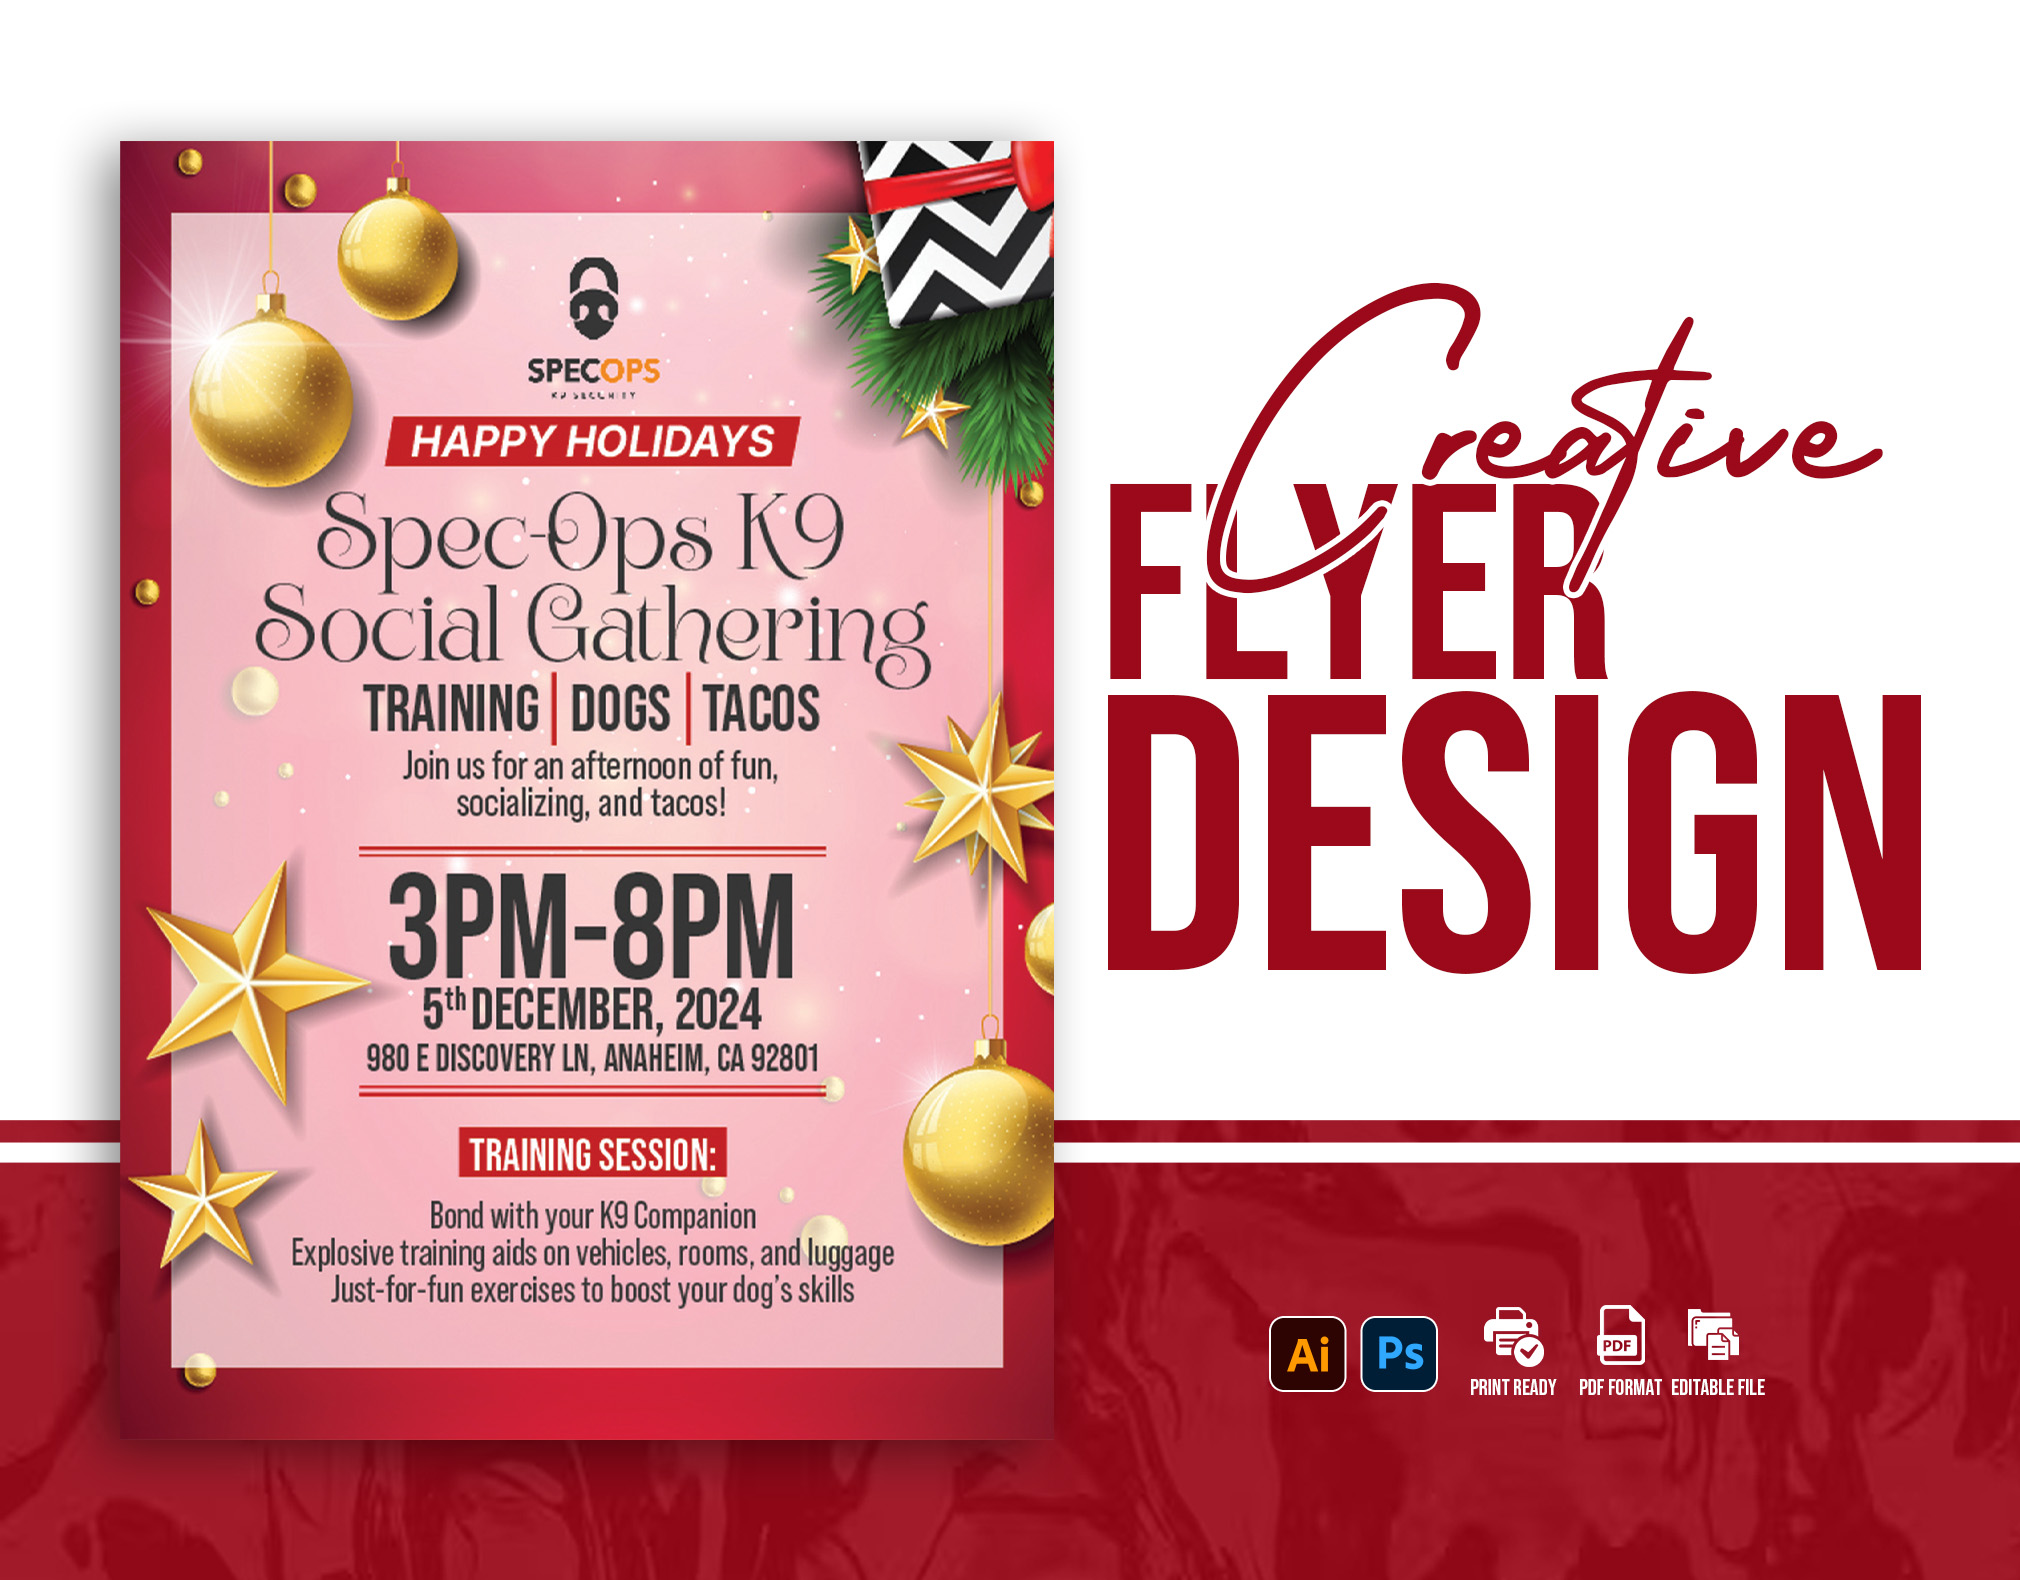 SPECOPS
K9 SECURITY
HAPPY HOLIDAYS
Spec-Ops K9
Social Gathering
TRAINING | DOGS | TACOS
Join us for an afternoon of fun,
socializing, and tacos!
3PM-8PM
5th DECEMBER, 2024
980 E DISCOVERY LN, ANAHEIM, CA 92801
TRAINING SESSION:
Bond with your K9 Companion
Explosive training aids on vehicles, rooms, and luggage
Just-for-fun exercises to boost your dog's skills
Creative
FLYER
DESIGN
Ai Ps
PDF
PRINT READY PDF FORMAT EDITABLE FILE